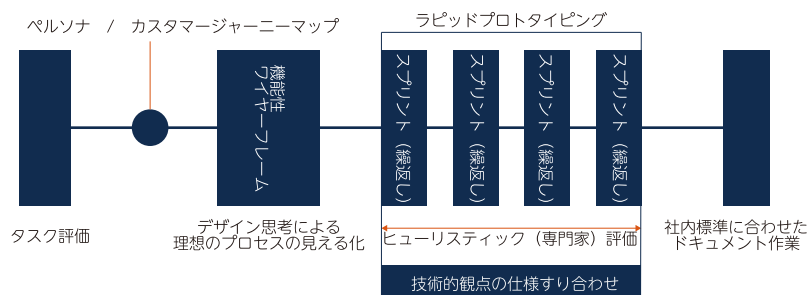 ペルソナ / カスタマージャーニーマップ
ラピッドプロトタイピング
機能性
ワイヤーフレーム
スプリント（繰返し）
スプリント（繰返し）
スプリント（繰返し）
スプリント（繰返し）
タスク評価
デザイン思考による
理想のプロセスの見える化
ヒューリスティック（専門家）評価
社内標準に合わせた
ドキュメント作業
技術的観点の仕様すり合わせ